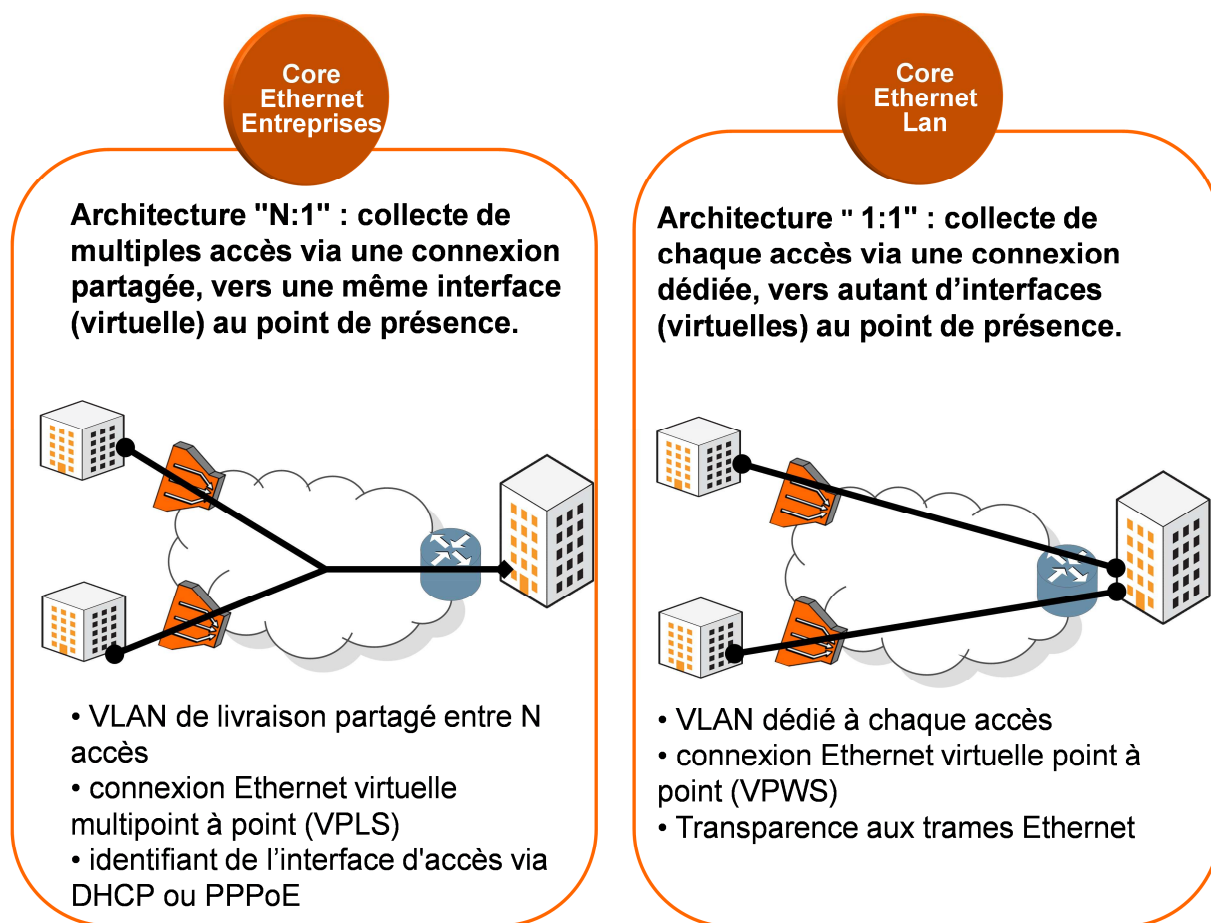 Core
Ethernet
Entreprises
Architecture "N:1" : collecte de
multiples accès via une connexion
partagée, vers une même interface
(virtuelle) au point de présence.
• VLAN de livraison partagé entre N
accès
• connexion Ethernet virtuelle
multipoint à point (VPLS)
• identifiant de l’interface d'accès via
DHCP ou PPPoE
Core
Ethernet
Lan
Architecture " 1:1" : collecte de
chaque accès via une connexion
dédiée, vers autant d’interfaces
(virtuelles) au point de présence.
• VLAN dédié à chaque accès
• connexion Ethernet virtuelle point à
point (VPWS)
• Transparence aux trames Ethernet